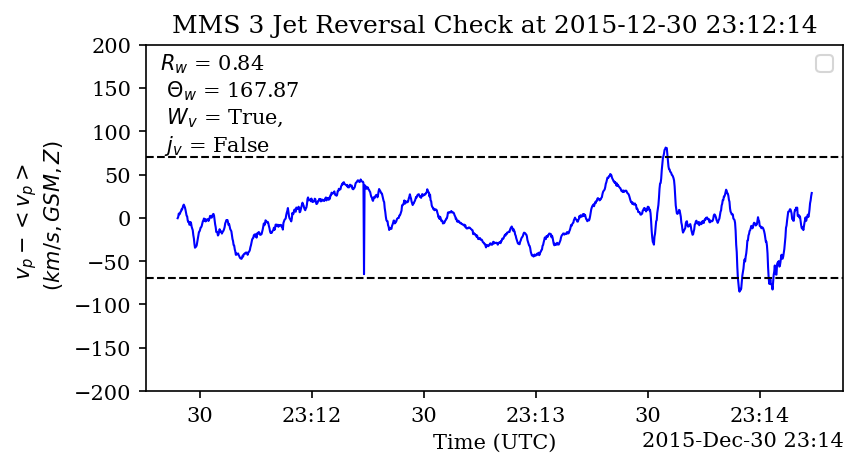 MMS 3 Jet Reversal Check at 2015-12-30 23:12:14
R_w = 0.84
Θ_w = 167.87
W_v = True,
j_v = False
v_p − < v_p >
(km/s, GSM, Z)
200
150
100
50
0
−50
−100
−150
−200
30 23:12 30 23:13 30 23:14
Time (UTC)
2015-Dec-30 23:14